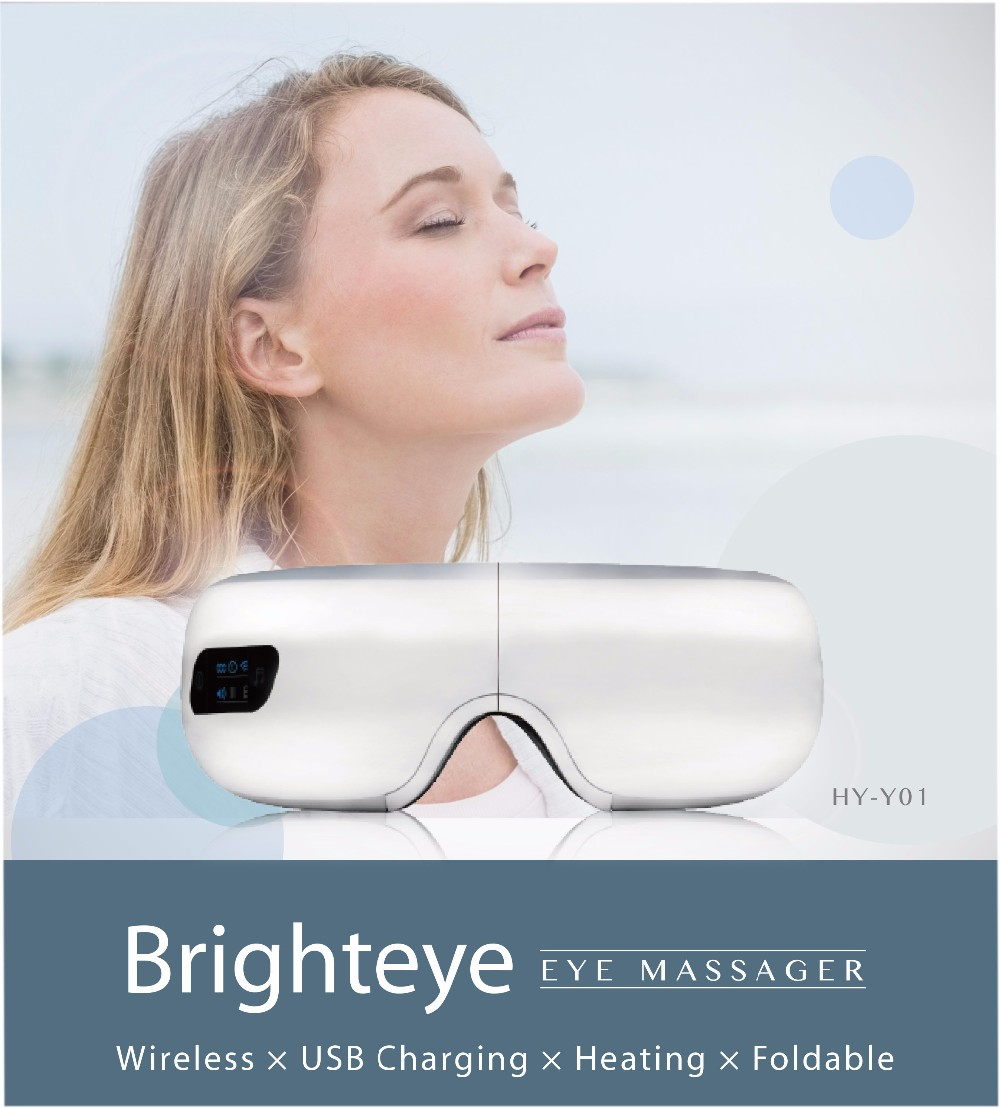 HY-Y01
Brighteye EYE MASSAGER
Wireless × USB Charging × Heating × Foldable